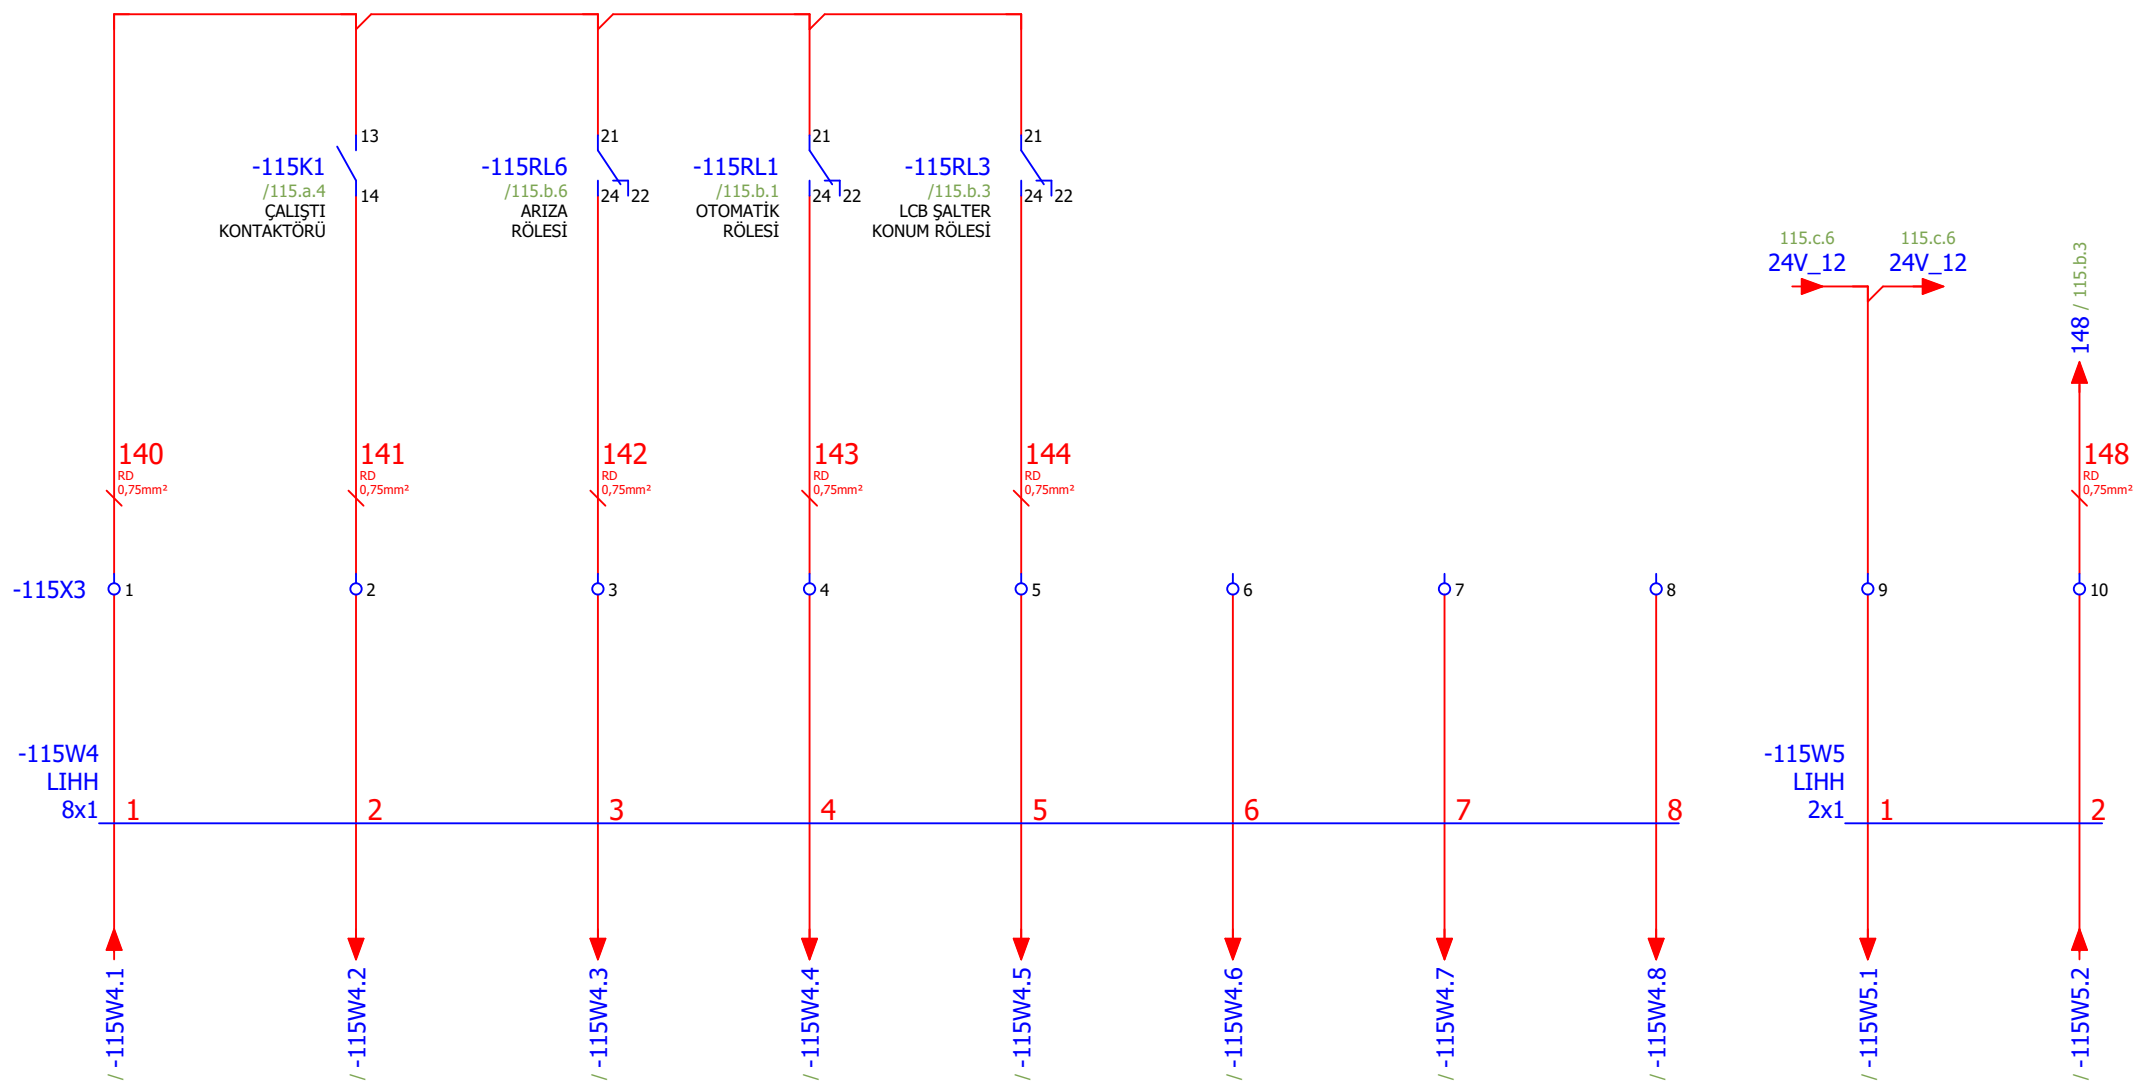 13
-115K1
/115.a.4
14
ÇALIŞTI
KONTAKTÖRÜ
21
-115RL6
/115.b.6
24 22
ARIZA
RÖLESİ
21
-115RL1
/115.b.1
24 22
OTOMATİK
RÖLESİ
21
-115RL3
/115.b.3
24 22
LCB ŞALTER
KONUM RÖLESİ
115.c.6
24V_12
115.c.6
24V_12
148 / 115.b.3
140
RD
0,75mm²
141
RD
0,75mm²
142
RD
0,75mm²
143
RD
0,75mm²
144
RD
0,75mm²
148
RD
0,75mm²
-115X3 1 2 3 4 5 6 7 8 9 10
-115W4
LIHH
8x1 1 2 3 4 5 6 7 8
-115W5
LIHH
2x1 1 2
/ -115W4.1
/ -115W4.2
/ -115W4.3
/ -115W4.4
/ -115W4.5
/ -115W4.6
/ -115W4.7
/ -115W4.8
/ -115W5.1
/ -115W5.2